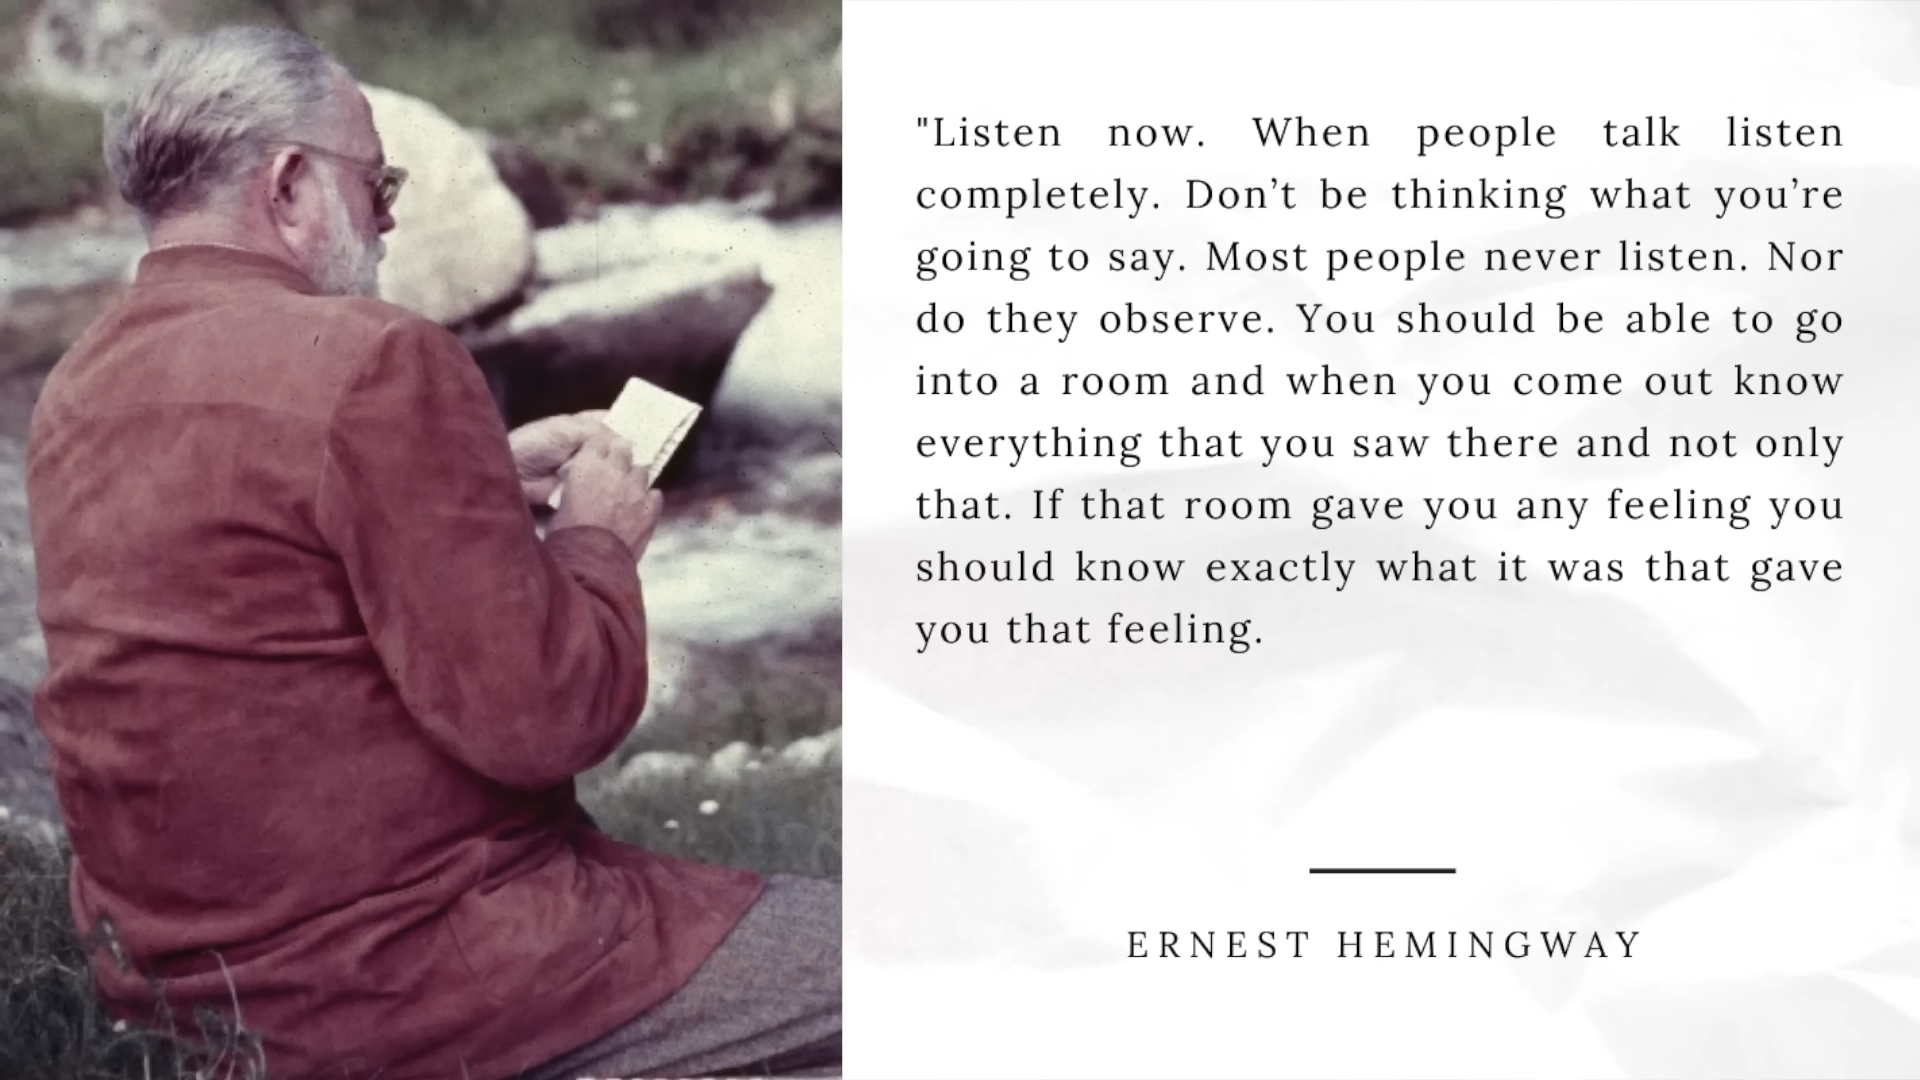 "Listen now. When people talk listen
completely. Don’t be thinking what you’re
going to say. Most people never listen. Nor
do they observe. You should be able to go
into a room and when you come out know
everything that you saw there and not only
that. If that room gave you any feeling you
should know exactly what it was that gave
you that feeling.
ERNEST HEMINGWAY